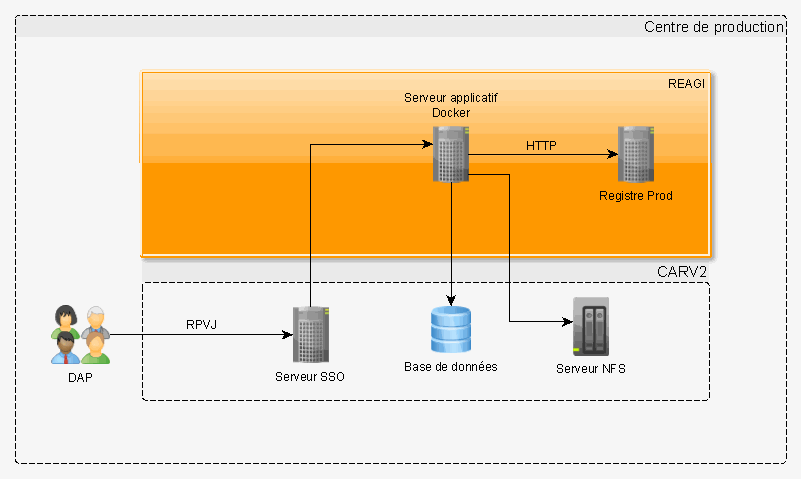 Centre de production
REAGI
Serveur applicatif
Docker
HTTP
Registre Prod
CARV2
RPVJ
DAP
Serveur SSO
Base de données
Serveur NFS